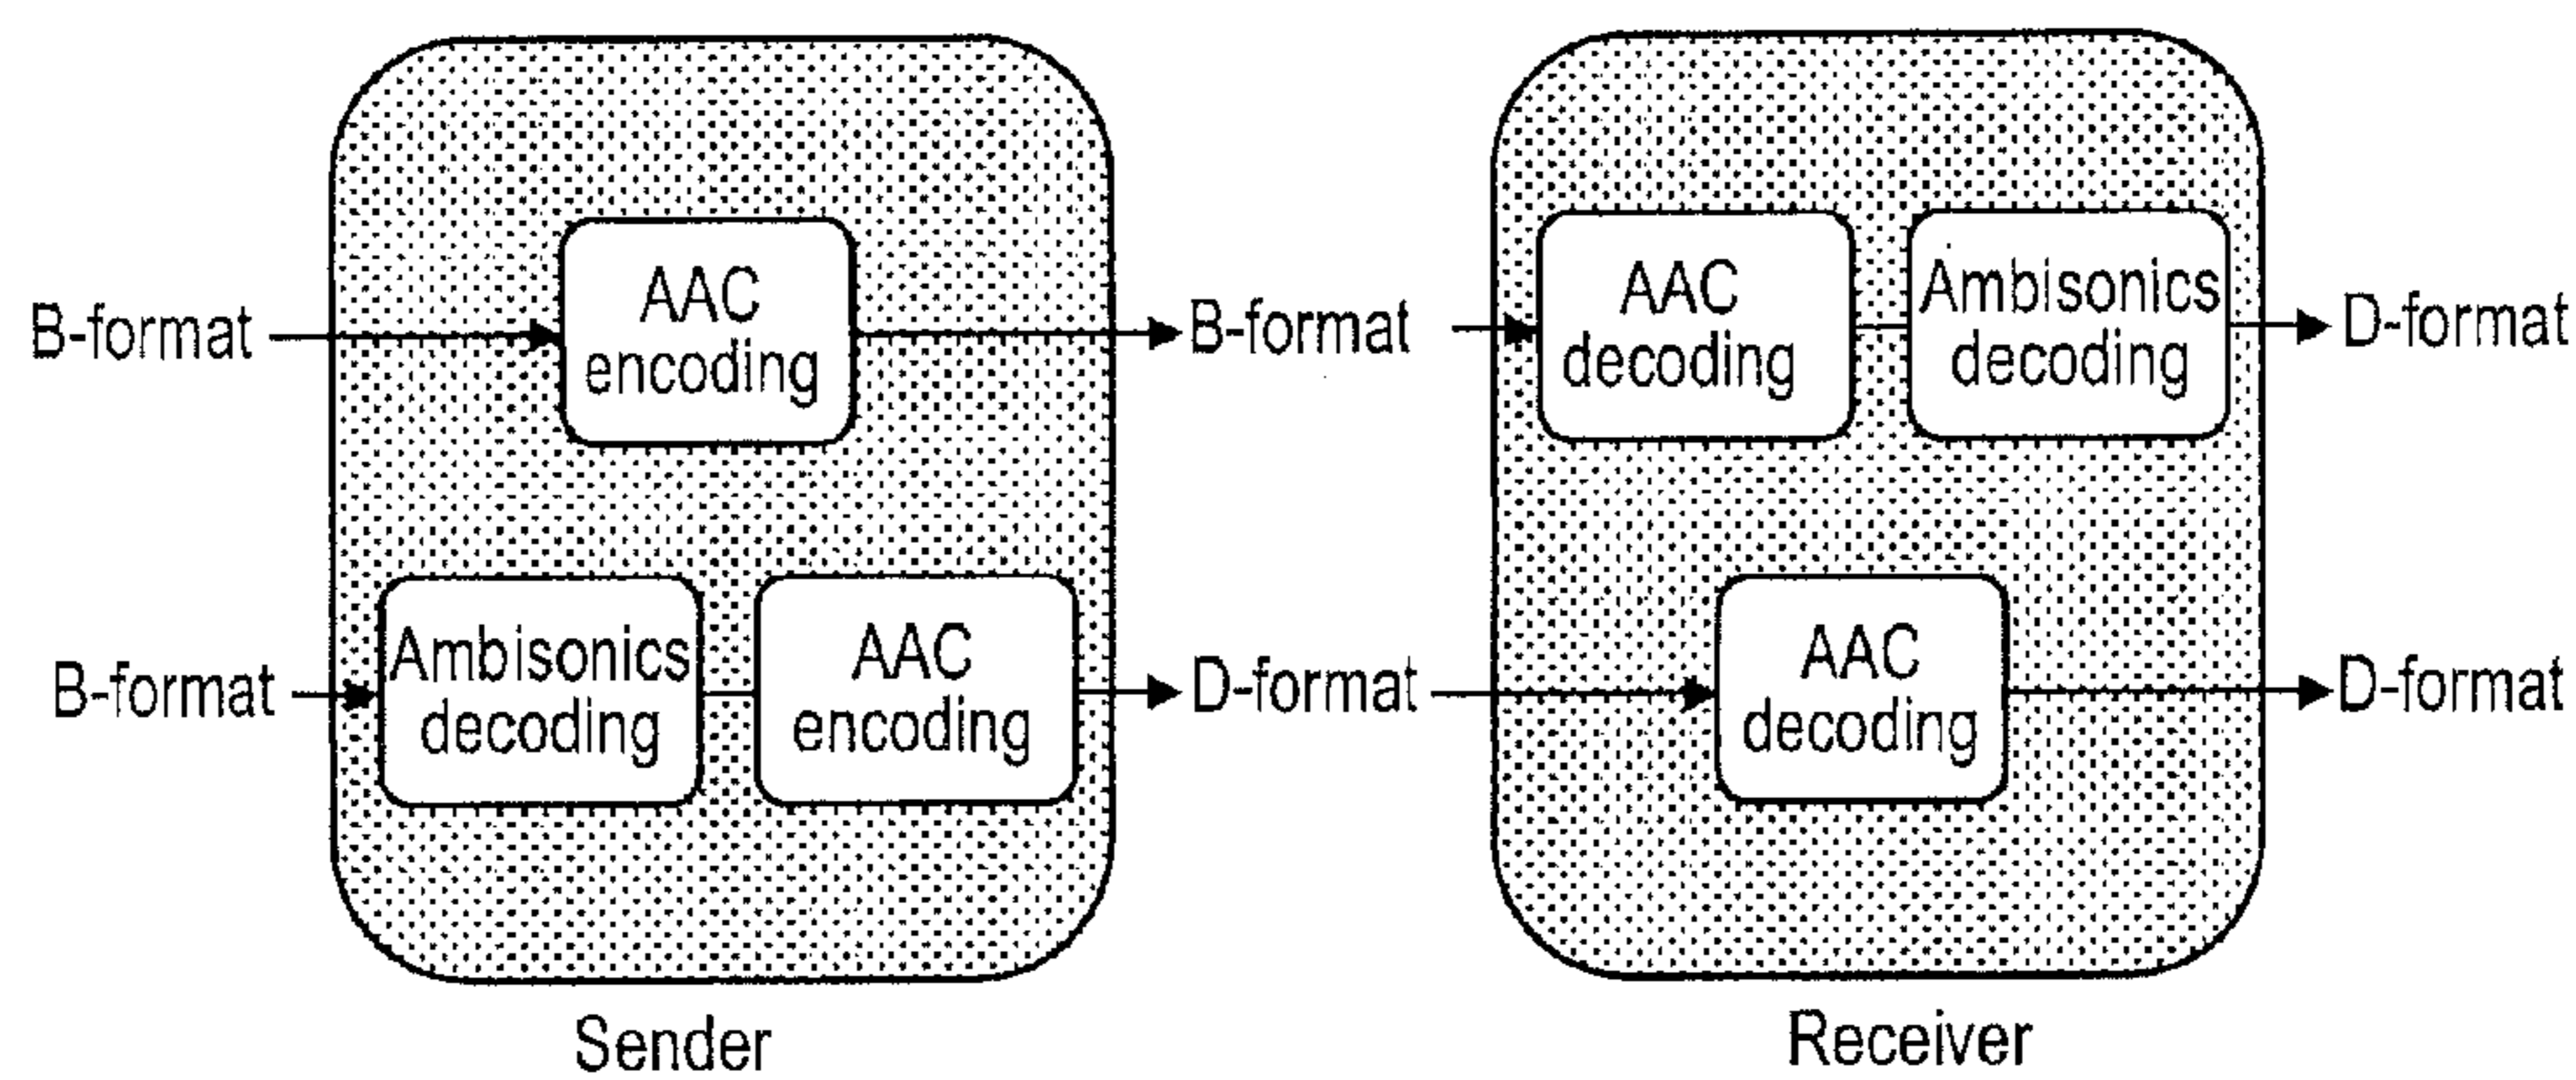 B-format
AAC
encoding
B-format
AAC
decoding
Ambisonics
decoding
D-format
B-format
Ambisonics
decoding
AAC
encoding
D-format
AAC
decoding
D-format
Sender
Receiver